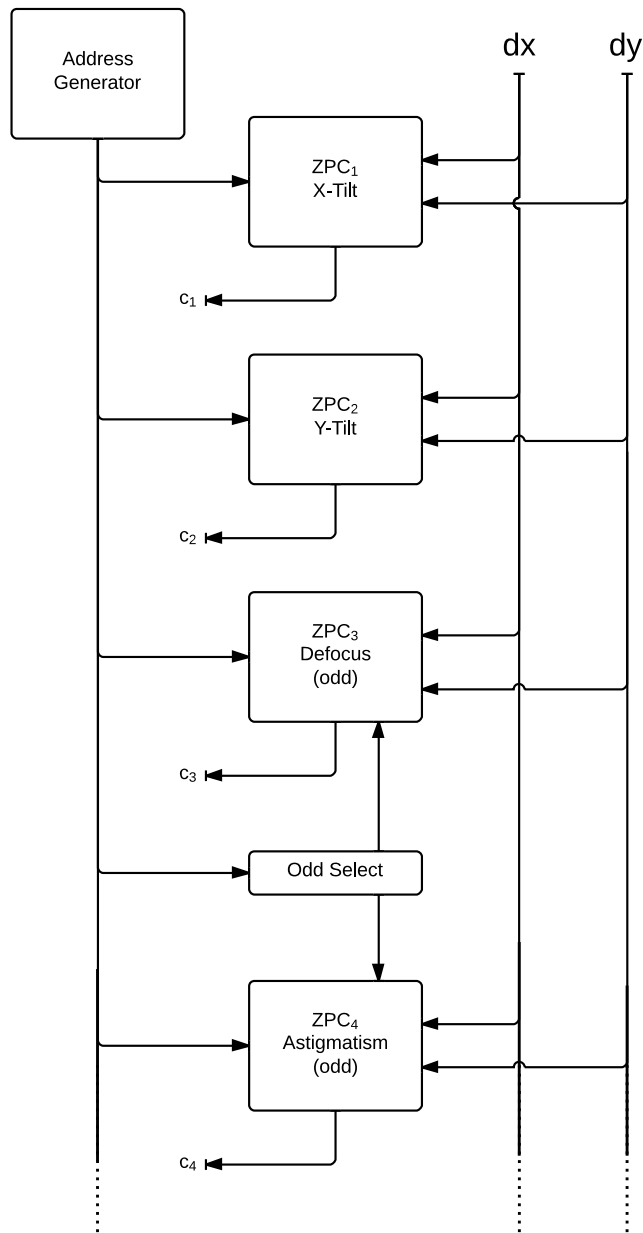 Address
Generator
dx
dy
ZPC₁
X-Tilt
c₁
ZPC₂
Y-Tilt
c₂
ZPC₃
Defocus
(odd)
c₃
Odd Select
ZPC₄
Astigmatism
(odd)
c₄